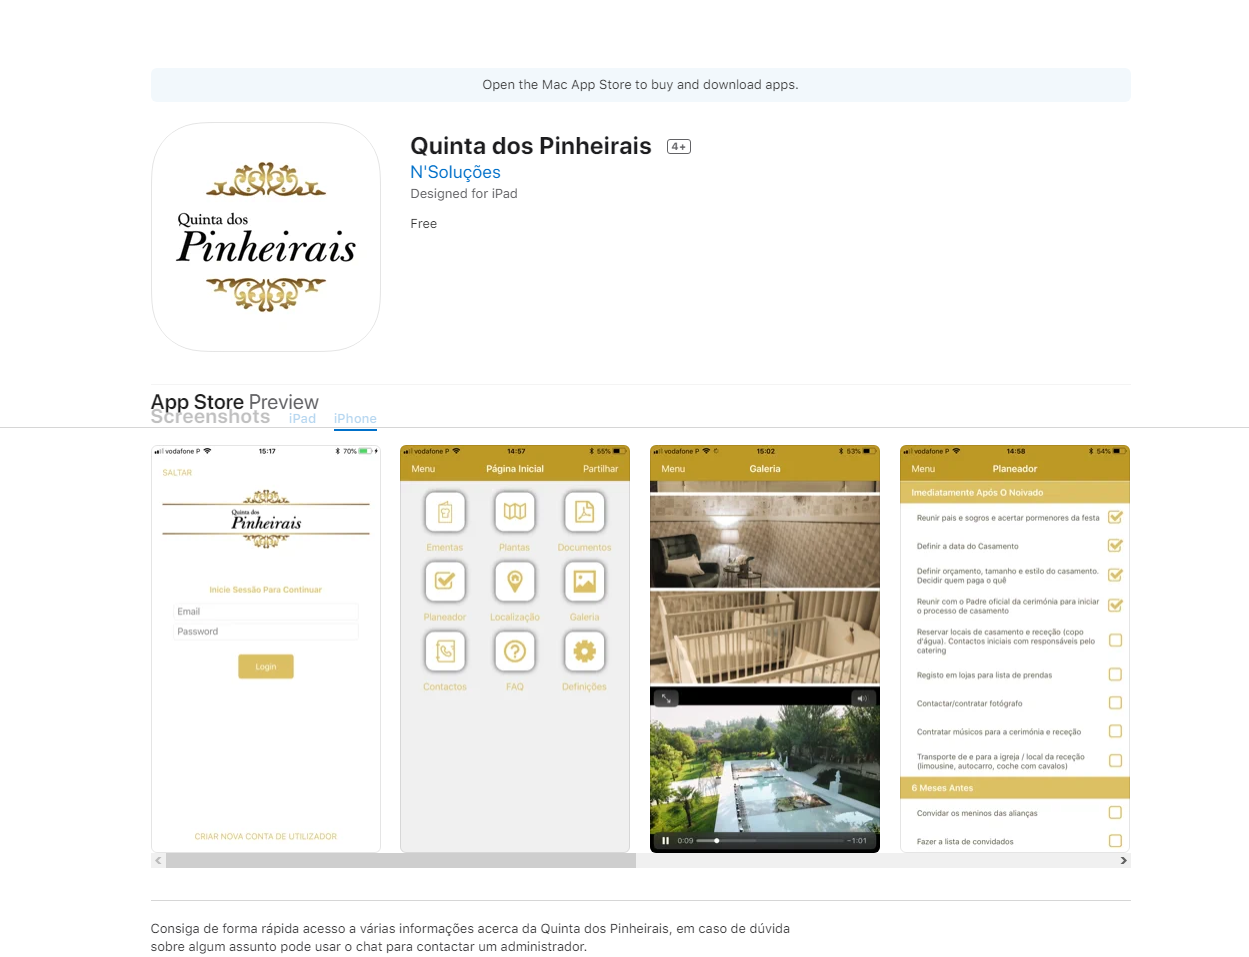 Open the Mac App Store to buy and download apps.
Quinta dos
Pinheirais
Quinta dos Pinheirais 4+
N'Soluções
Designed for iPad
Free
App Store Preview
Screenshots iPad iPhone
vodafone P 15:17 70%
SALTAR
Quinta dos
Pinheirais
Inicie Sessão Para Continuar
Email
Password
Login
CRIAR NOVA CONTA DE UTILIZADOR
vodafone P 14:57 55%
Menu Página Inicial Partilhar
Ementas Plantas Documentos
Planeador Localização Galeria
Contactos FAQ Definições
vodafone P 15:02 53%
Menu Galeria
0:09 -1:01
vodafone P 14:58 54%
Menu Planeador
Imediatamente Após O Noivado
Reunir pais e sogros e acertar pormenores da festa
Definir a data do Casamento
Definir orçamento, tamanho e estilo do casamento.
Decidir quem paga o quê
Reunir com o Padre oficial da cerimónia para iniciar
o processo de casamento
Reservar locais de casamento e receção (copo
d'água). Contactos iniciais com responsáveis pelo
catering
Registo em lojas para lista de prendas
Contactar/contratar fotógrafo
Contratar músicos para a cerimónia e receção
Transporte de e para a igreja / local da receção
(limousine, autocarro, coche com cavalos)
6 Meses Antes
Convidar os meninos das alianças
Fazer a lista de convidados
Consiga de forma rápida acesso a várias informações acerca da Quinta dos Pinheirais, em caso de dúvida
sobre algum assunto pode usar o chat para contactar um administrador.